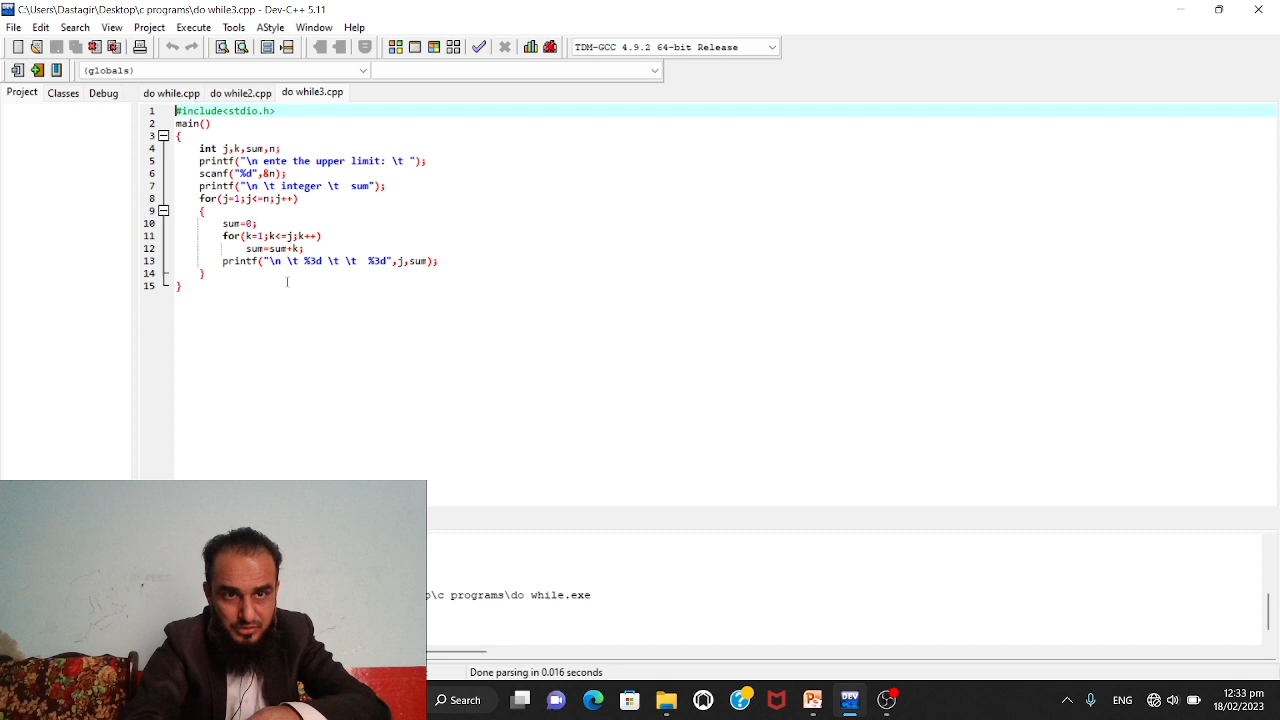 C:\Users\Dastagir\Desktop\c programs\do while3.cpp - Dev-C++ 5.11
File Edit Search View Project Execute Tools AStyle Window Help
TDM-GCC 4.9.2 64-bit Release
(globals)
Project Classes Debug do while.cpp do while2.cpp do while3.cpp
1 #include<stdio.h>
2 main()
3 {
4 int j,k,sum,n;
5 printf("\n ente the upper limit: \t ");
6 scanf("%d",&n);
7 printf("\n \t integer \t  sum");
8 for(j=1;j<=n;j++)
9 {
10 sum=0;
11 for(k=1;k<=j;k++)
12 sum=sum+k;
13 printf("\n \t %3d \t \t  %3d",j,sum);
14 }
15 }
\c programs\do while.exe
Done parsing in 0.016 seconds
Search
DEV
ENG
12:33 pm
18/02/2023